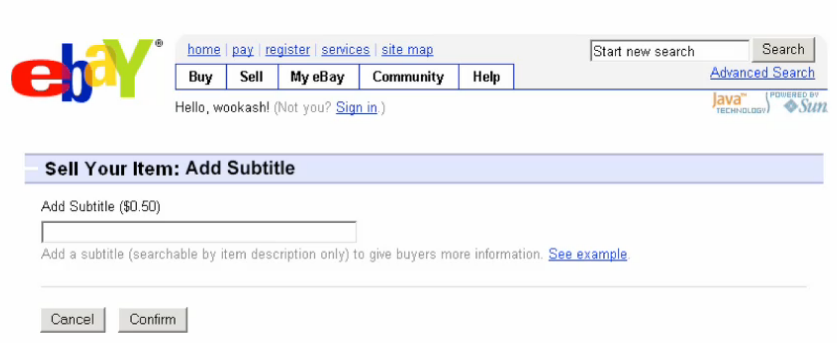 ebaY®
home | pay | register | services | site map
Start new search Search
Buy Sell My eBay Community Help
Advanced Search
Hello, wookash! (Not you? Sign in.)
Java™ TECHNOLOGY
POWERED BY Sun
Sell Your Item: Add Subtitle
Add Subtitle ($0.50)
Add a subtitle (searchable by item description only) to give buyers more information. See example.
Cancel Confirm